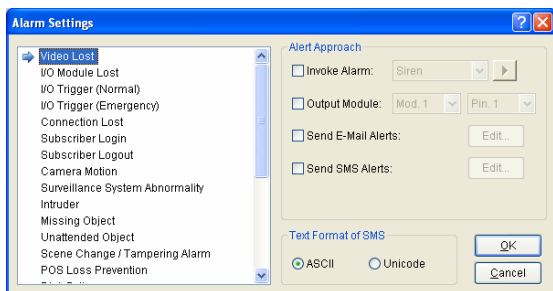 Alarm Settings
Video Lost
I/O Module Lost
I/O Trigger (Normal)
I/O Trigger (Emergency)
Connection Lost
Subscriber Login
Subscriber Logout
Camera Motion
Surveillance System Abnormality
Intruder
Missing Object
Unattended Object
Scene Change / Tampering Alarm
POS Loss Prevention
Alert Approach
Invoke Alarm: Siren
Output Module: Mod. 1 Pin. 1
Send E-Mail Alerts: Edit...
Send SMS Alerts: Edit...
Text Format of SMS
ASCII Unicode
OK
Cancel